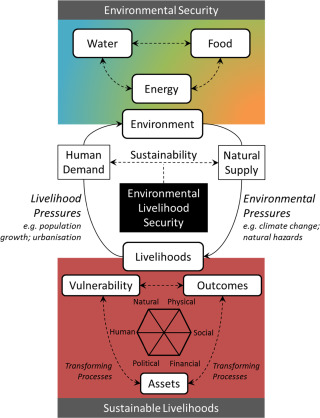 Environmental Security
Water
Food
Energy
Environment
Human
Demand
Sustainability
Natural
Supply
Environmental
Livelihood
Security
Livelihood
Pressures
e.g. population
growth; urbanisation
Environmental
Pressures
e.g. climate change;
natural hazards
Livelihoods
Vulnerability
Outcomes
Natural
Physical
Human
Social
Political
Financial
Transforming
Processes
Transforming
Processes
Assets
Sustainable Livelihoods